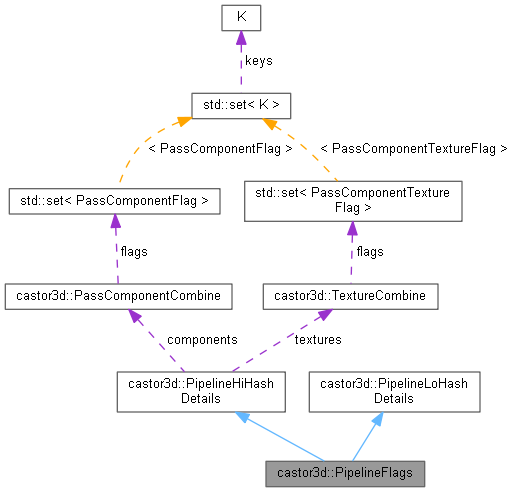 K
keys
std::set< K >
< PassComponentFlag >
< PassComponentTextureFlag >
std::set< PassComponentFlag >
std::set< PassComponentTexture
Flag >
flags
flags
castor3d::PassComponentCombine
castor3d::TextureCombine
components
textures
castor3d::PipelineHiHash
Details
castor3d::PipelineLoHash
Details
castor3d::PipelineFlags